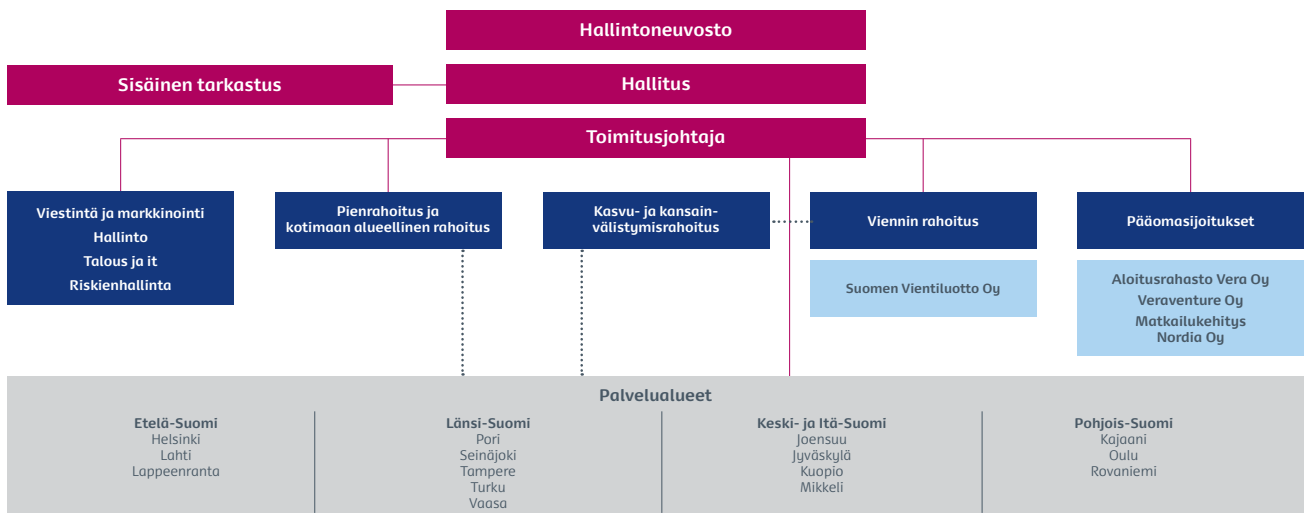 Hallintoneuvosto
Sisäinen tarkastus
Hallitus
Toimitusjohtaja
Viestintä ja markkinointi
Hallinto
Talous ja it
Riskienhallinta
Pienrahoitus ja
kotimaan alueellinen rahoitus
Kasvu- ja kansain-
välistymisrahoitus
Viennin rahoitus
Suomen Vientiluotto Oy
Pääomasijoitukset
Aloitusrahasto Vera Oy
Veraventure Oy
Matkailukehitys
Nordia Oy
Palvelualueet
Etelä-Suomi
Helsinki
Lahti
Lappeenranta
Länsi-Suomi
Pori
Seinäjoki
Tampere
Turku
Vaasa
Keski- ja Itä-Suomi
Joensuu
Jyväskylä
Kuopio
Mikkeli
Pohjois-Suomi
Kajaani
Oulu
Rovaniemi